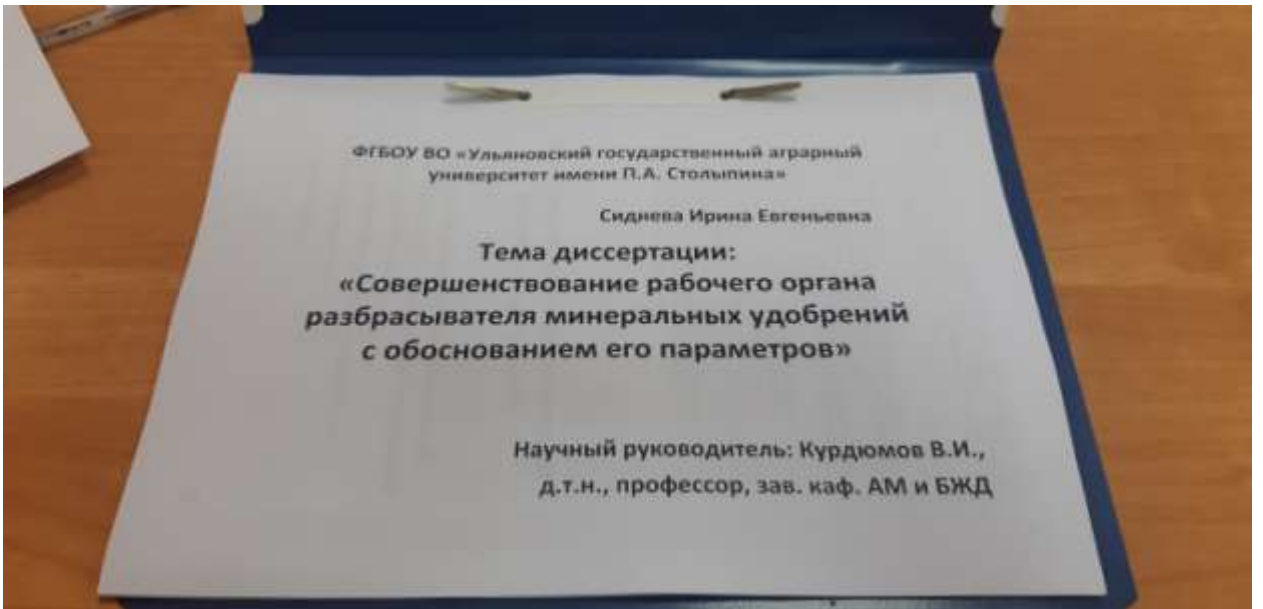 ФГБОУ ВО «Ульяновский государственный аграрный
университет имени П.А. Столыпина»
Сиднева Ирина Евгеньевна
Тема диссертации:
«Совершенствование рабочего органа
разбрасывателя минеральных удобрений
с обоснованием его параметров»
Научный руководитель: Курдюмов В.И.,
д.т.н., профессор, зав. каф. АМ и БЖД